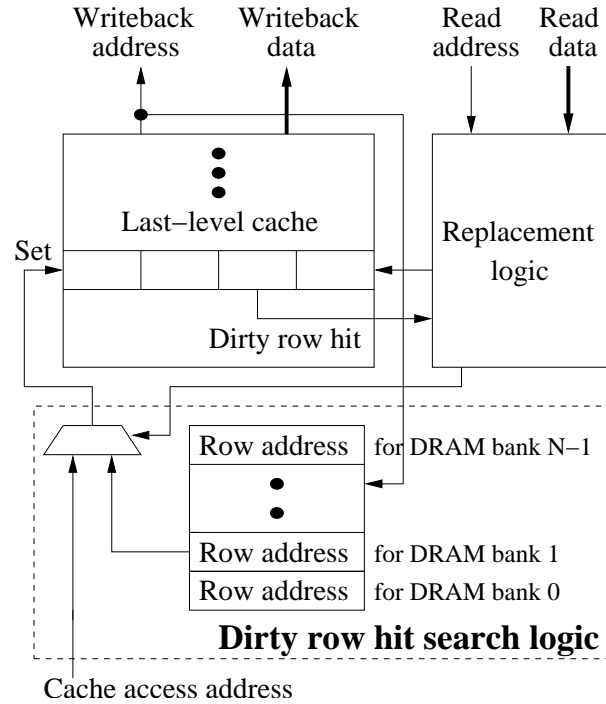 Writeback
address
Writeback
data
Read
address
Read
data
Last−level cache
Set
Replacement
logic
Dirty row hit
Row address for DRAM bank N−1
Row address for DRAM bank 1
Row address for DRAM bank 0
Dirty row hit search logic
Cache access address